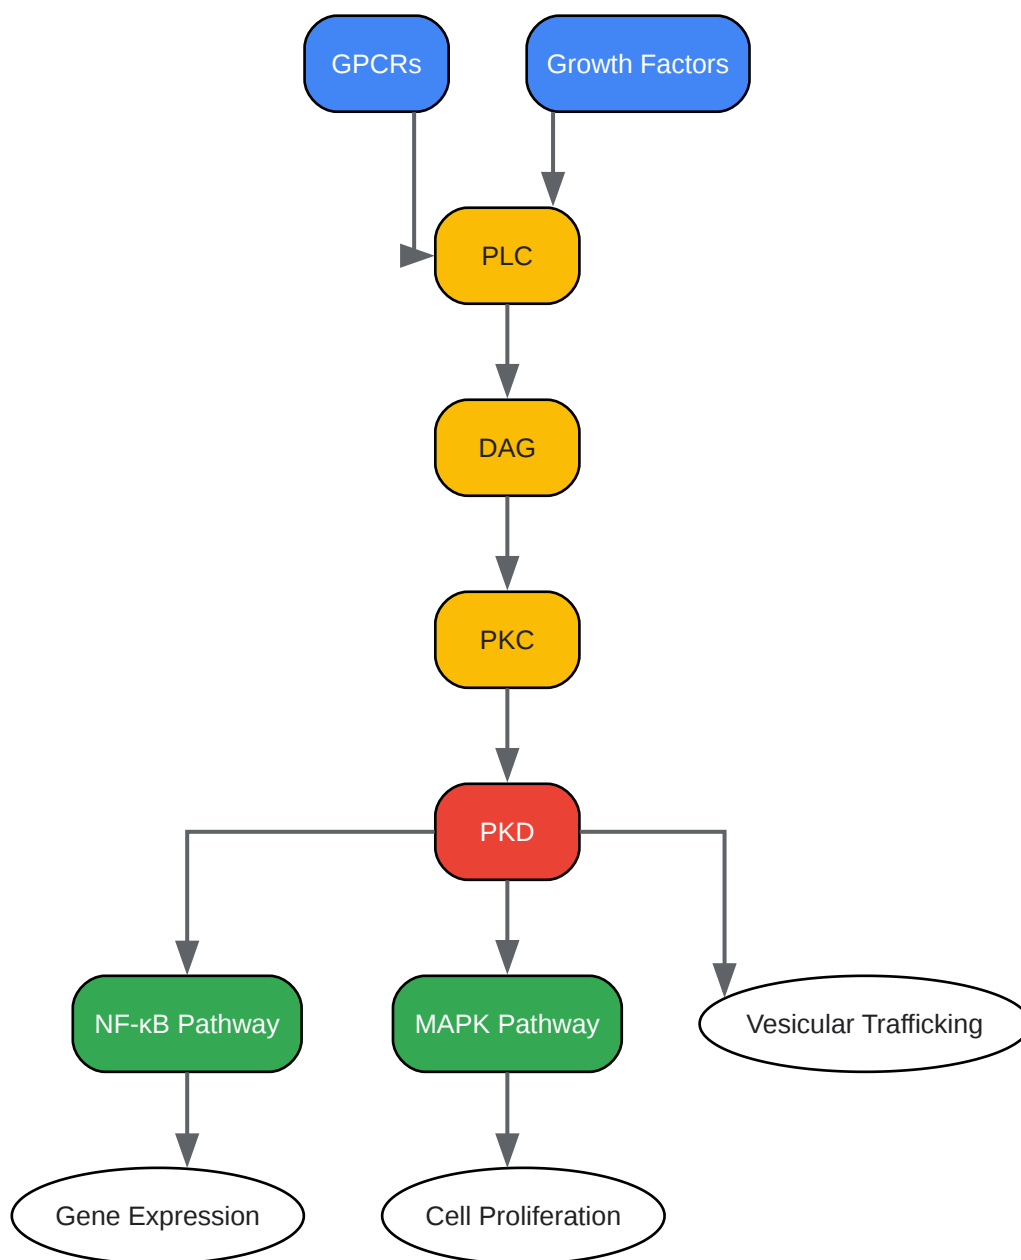 GPCRs
Growth Factors
PLC
DAG
PKC
PKD
NF-κB Pathway
MAPK Pathway
Vesicular Trafficking
Gene Expression
Cell Proliferation